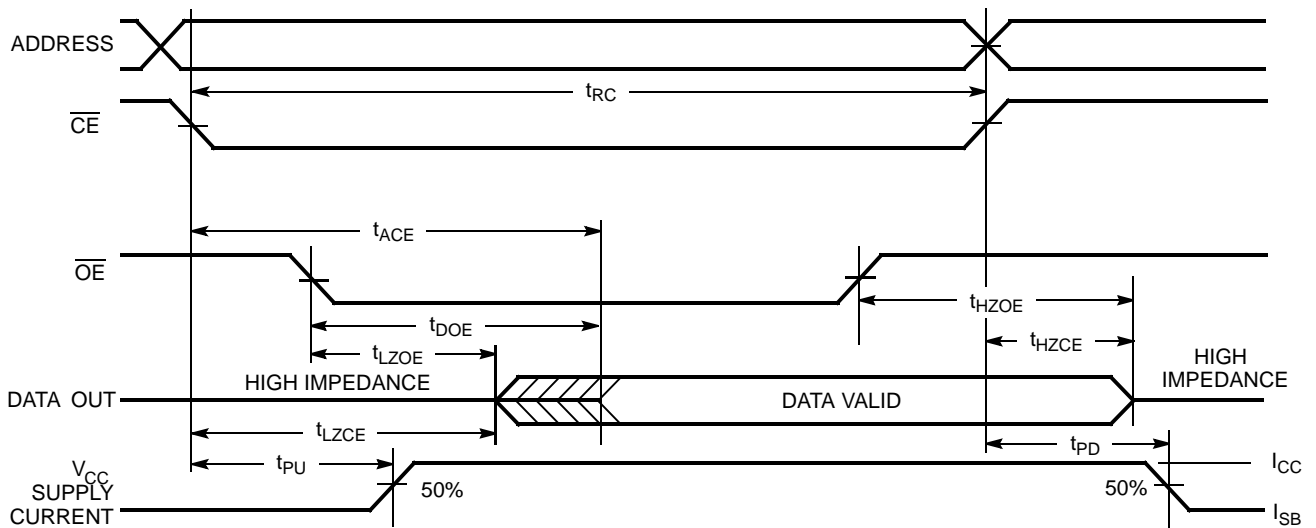 ADDRESS
tRC
CE
tACE
OE
tHZOE
tDOE
tLZOE
tHZCE
HIGH IMPEDANCE
HIGH
IMPEDANCE
DATA OUT
DATA VALID
tLZCE
tPD
tPU
VCC
SUPPLY
CURRENT
50%
50%
ICC
ISB